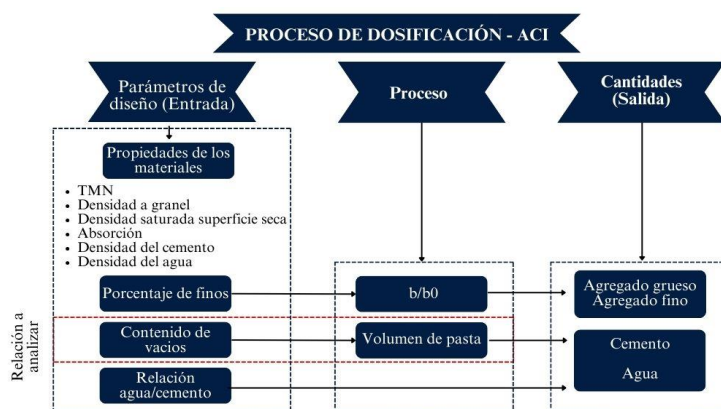 PROCESO DE DOSIFICACIÓN - ACI
Parámetros de
diseño (Entrada)
Proceso
Cantidades
(Salida)
Propiedades de los
materiales
• TMN
• Densidad a granel
• Densidad saturada superficie seca
• Absorción
• Densidad del cemento
• Densidad del agua
Porcentaje de finos
b/b0
Agregado grueso
Agregado fino
Relación a
analizar
Contenido de
vacios
Volumen de pasta
Cemento
Agua
Relación
agua/cemento